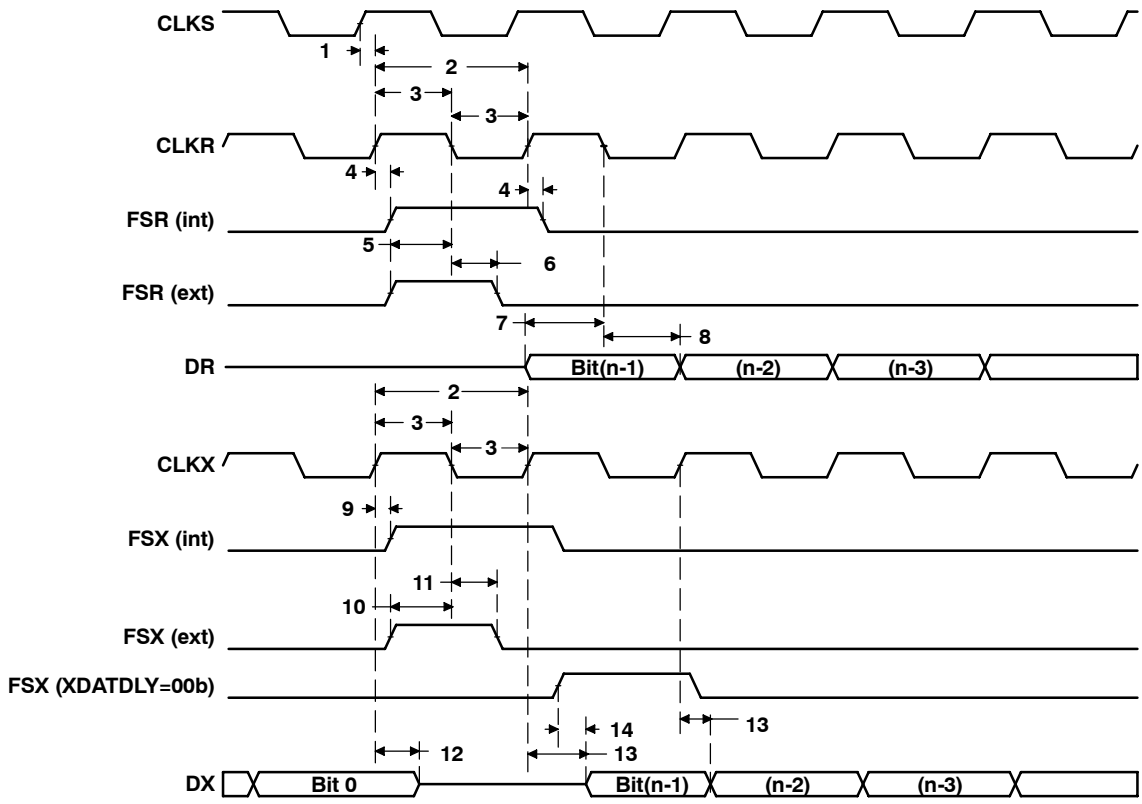 CLKS
1
2
3
3
CLKR
4
4
FSR (int)
5
6
FSR (ext)
7
8
DR Bit(n-1) (n-2) (n-3)
2
3
3
CLKX
9
FSX (int)
11
10
FSX (ext)
FSX (XDATDLY=00b)
14
13
12
13
DX Bit 0 Bit(n-1) (n-2) (n-3)